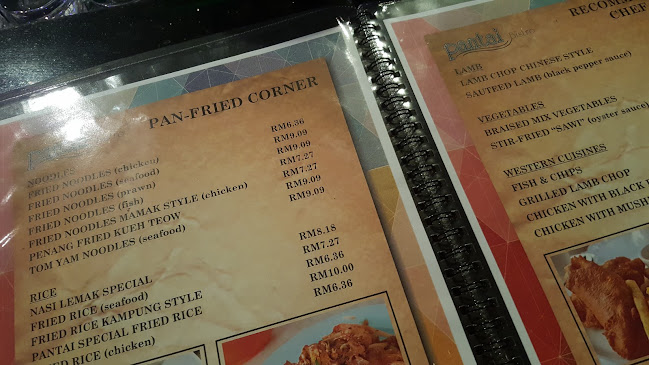 PAN-FRIED CORNER
NOODLES
FRIED NOODLES (chicken)
FRIED NOODLES (seafood)
FRIED NOODLES (prawn)
FRIED NOODLES (fish)
FRIED NOODLES MAMAK STYLE (chicken)
PENANG FRIED KUEH TEOW
TOM YAM NOODLES (seafood)
RM6.36
RM9.09
RM9.09
RM7.27
RM7.27
RM9.09
RICE
NASI LEMAK SPECIAL
FRIED RICE (seafood)
FRIED RICE KAMPUNG STYLE
PANTAI SPECIAL FRIED RICE
FRIED RICE (chicken)
RM8.18
RM7.27
RM6.36
RM10.00
RM6.36
Pantai
CHEF
LAMB
LAMB CHOP CHINESE STYLE
SAUTEED LAMB (black pepper sauce)
VEGETABLES
BRAISED MIX VEGETABLES
STIR-FRIED "SAWI" (oyster sauce)
WESTERN CUISINES
FISH & CHIPS
GRILLED LAMB CHOP
CHICKEN WITH BLACK
CHICKEN WITH